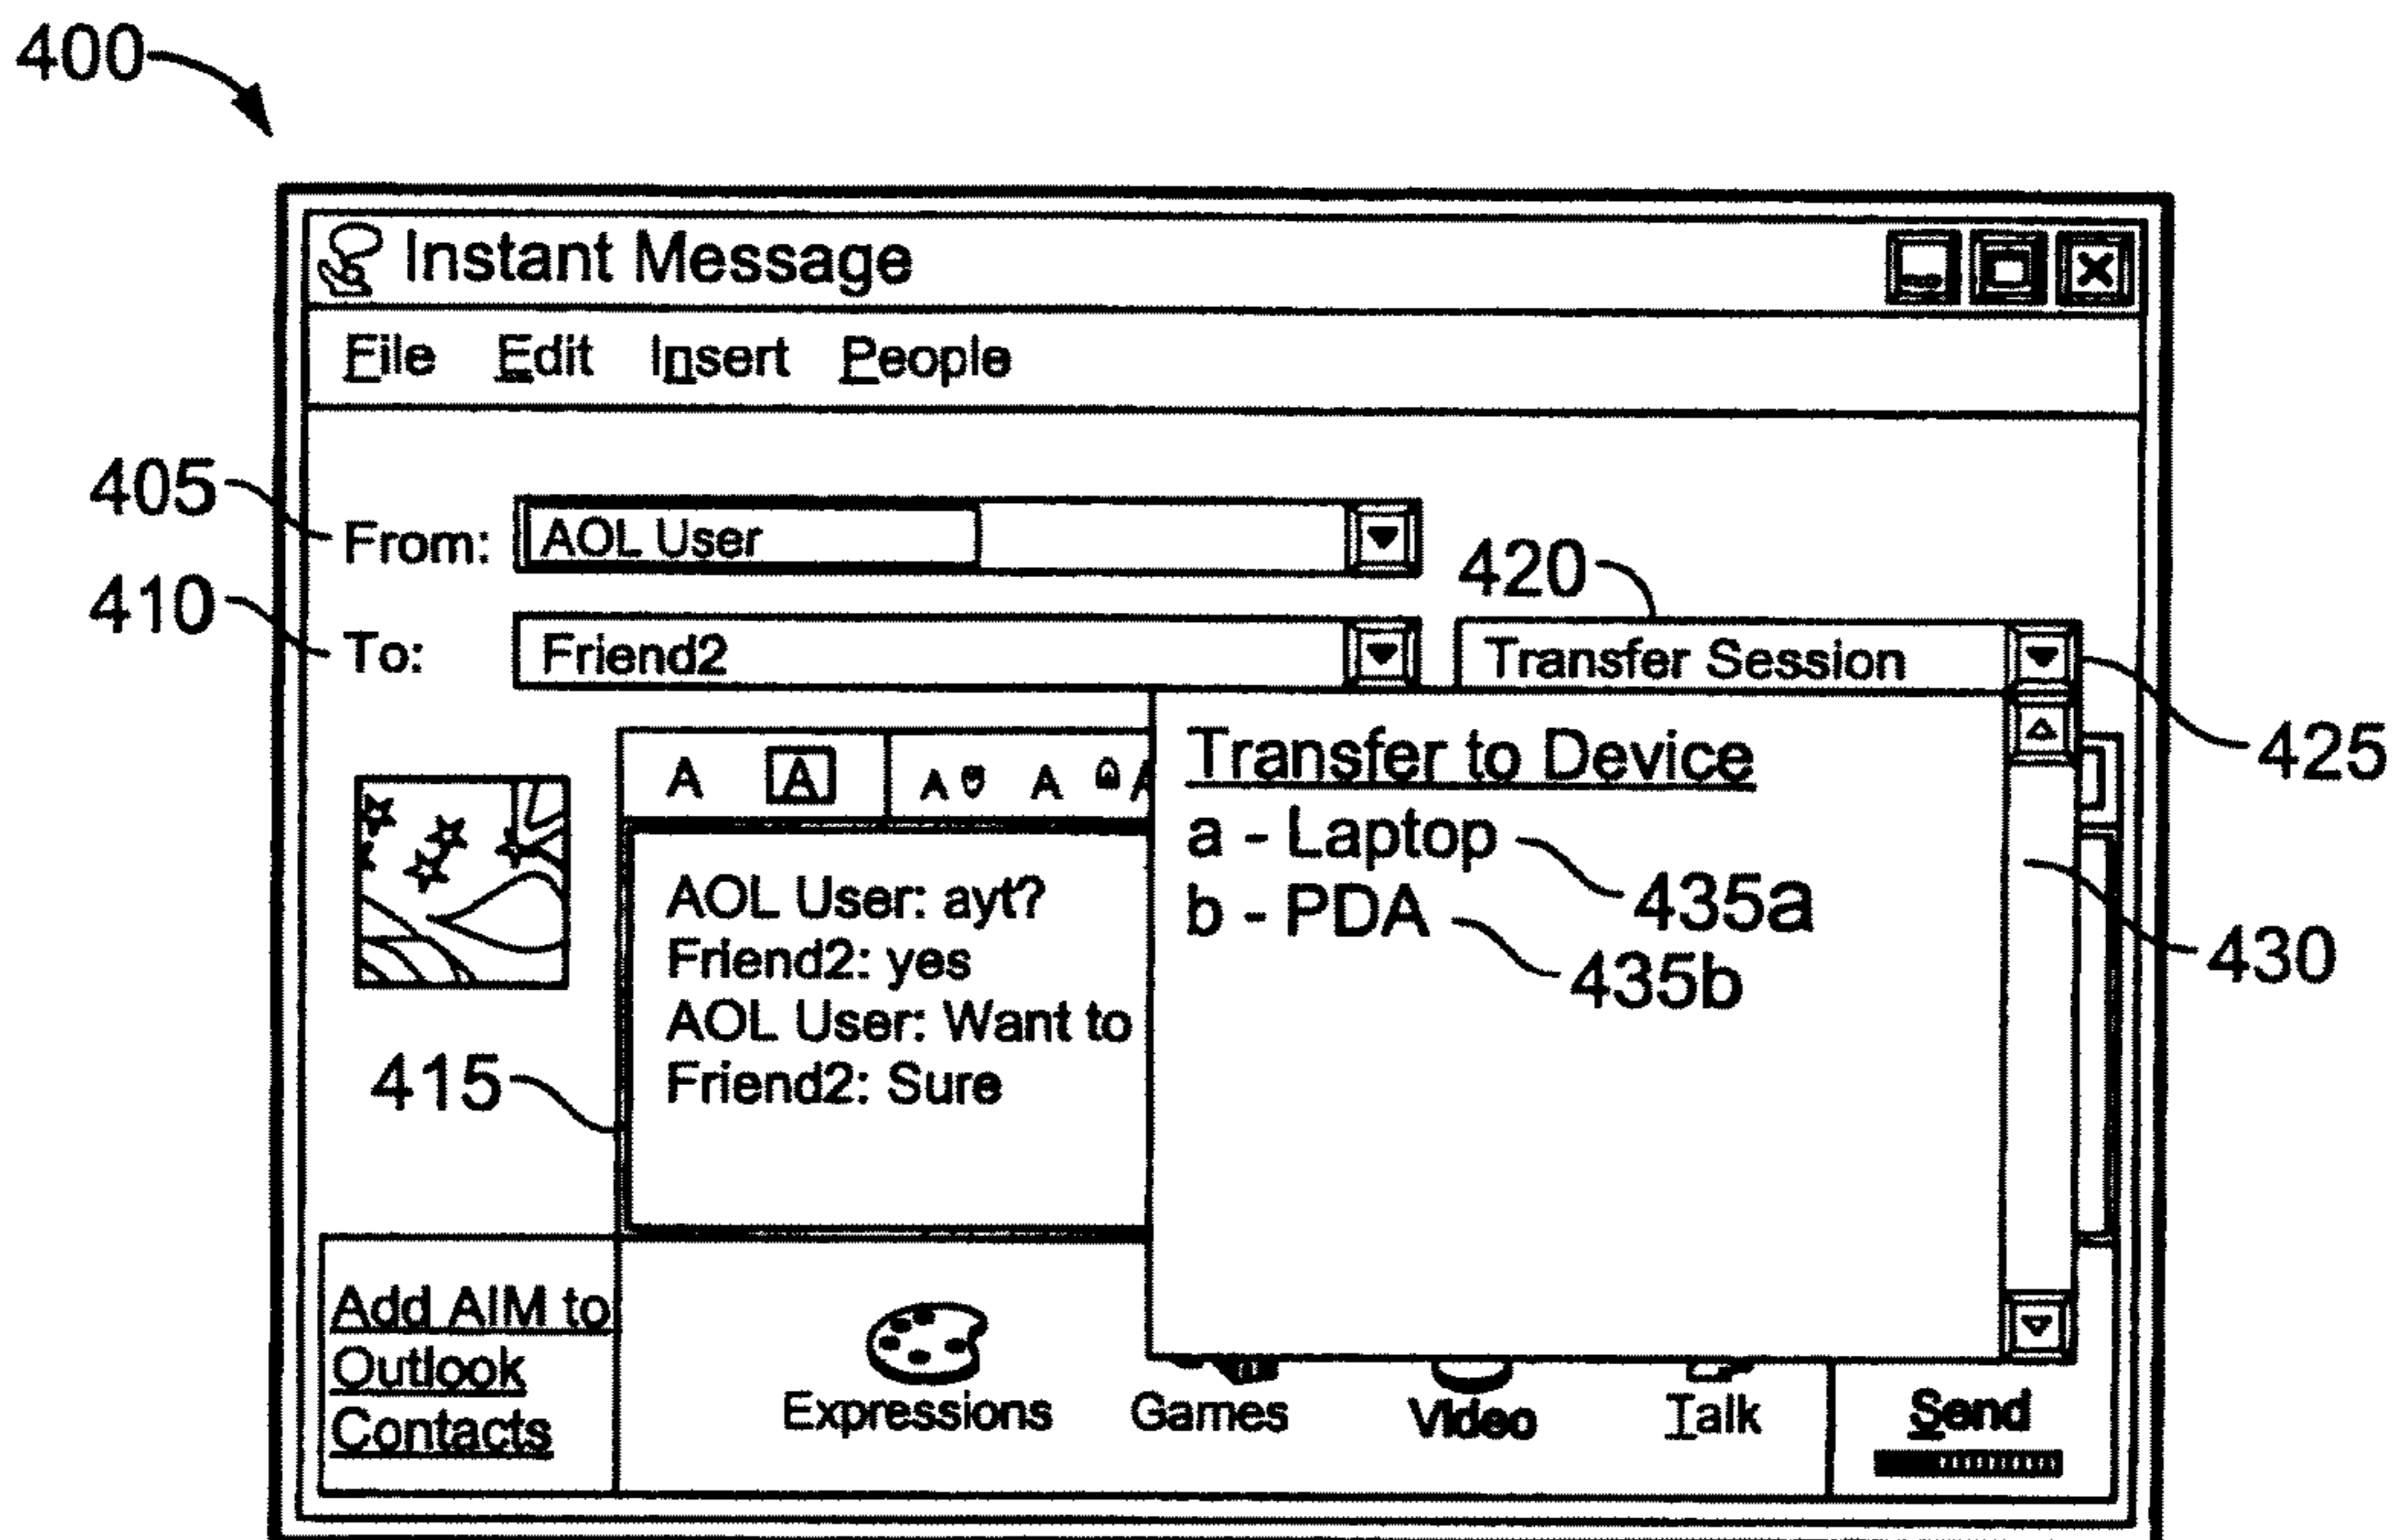 400
Instant Message
File Edit Insert People
405
From: AOL User
420
410
To: Friend2
Transfer Session
425
A A A A A
Transfer to Device
a - Laptop
435a
b - PDA
435b
430
AOL User: ayt?
Friend2: yes
AOL User: Want to
Friend2: Sure
415
Add AIM to
Outlook
Contacts
Expressions Games Video Talk Send